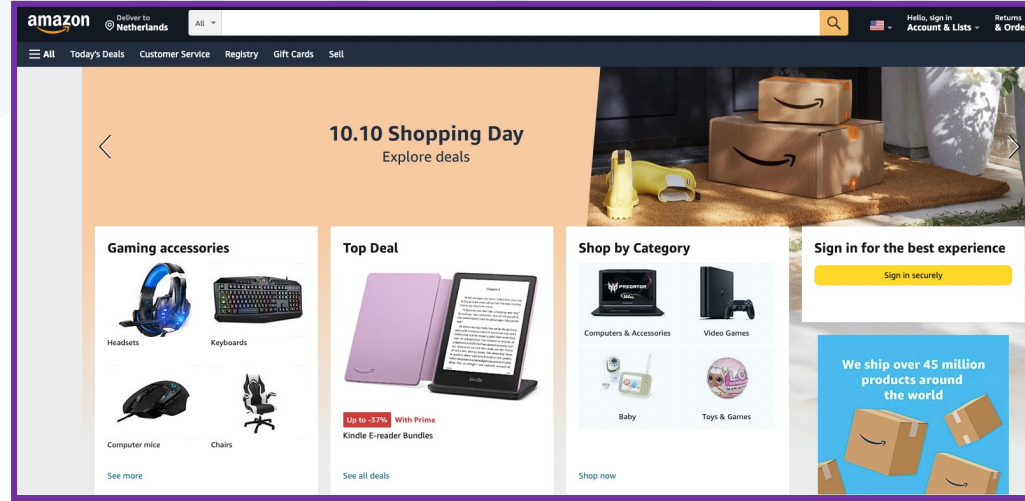 amazon
Deliver to
Netherlands
All
Hello, sign in
Account & Lists
Returns
& Orde
All
Today's Deals
Customer Service
Registry
Gift Cards
Sell
10.10 Shopping Day
Explore deals
Gaming accessories
Headsets
Keyboards
Computer mice
Chairs
See more
Top Deal
kindle
Up to -37%
With Prime
Kindle E-reader Bundles
See all deals
Shop by Category
PREDATOR
Computers & Accessories
Video Games
Baby
Toys & Games
Shop now
Sign in for the best experience
Sign in securely
We ship over 45 million
products around
the world